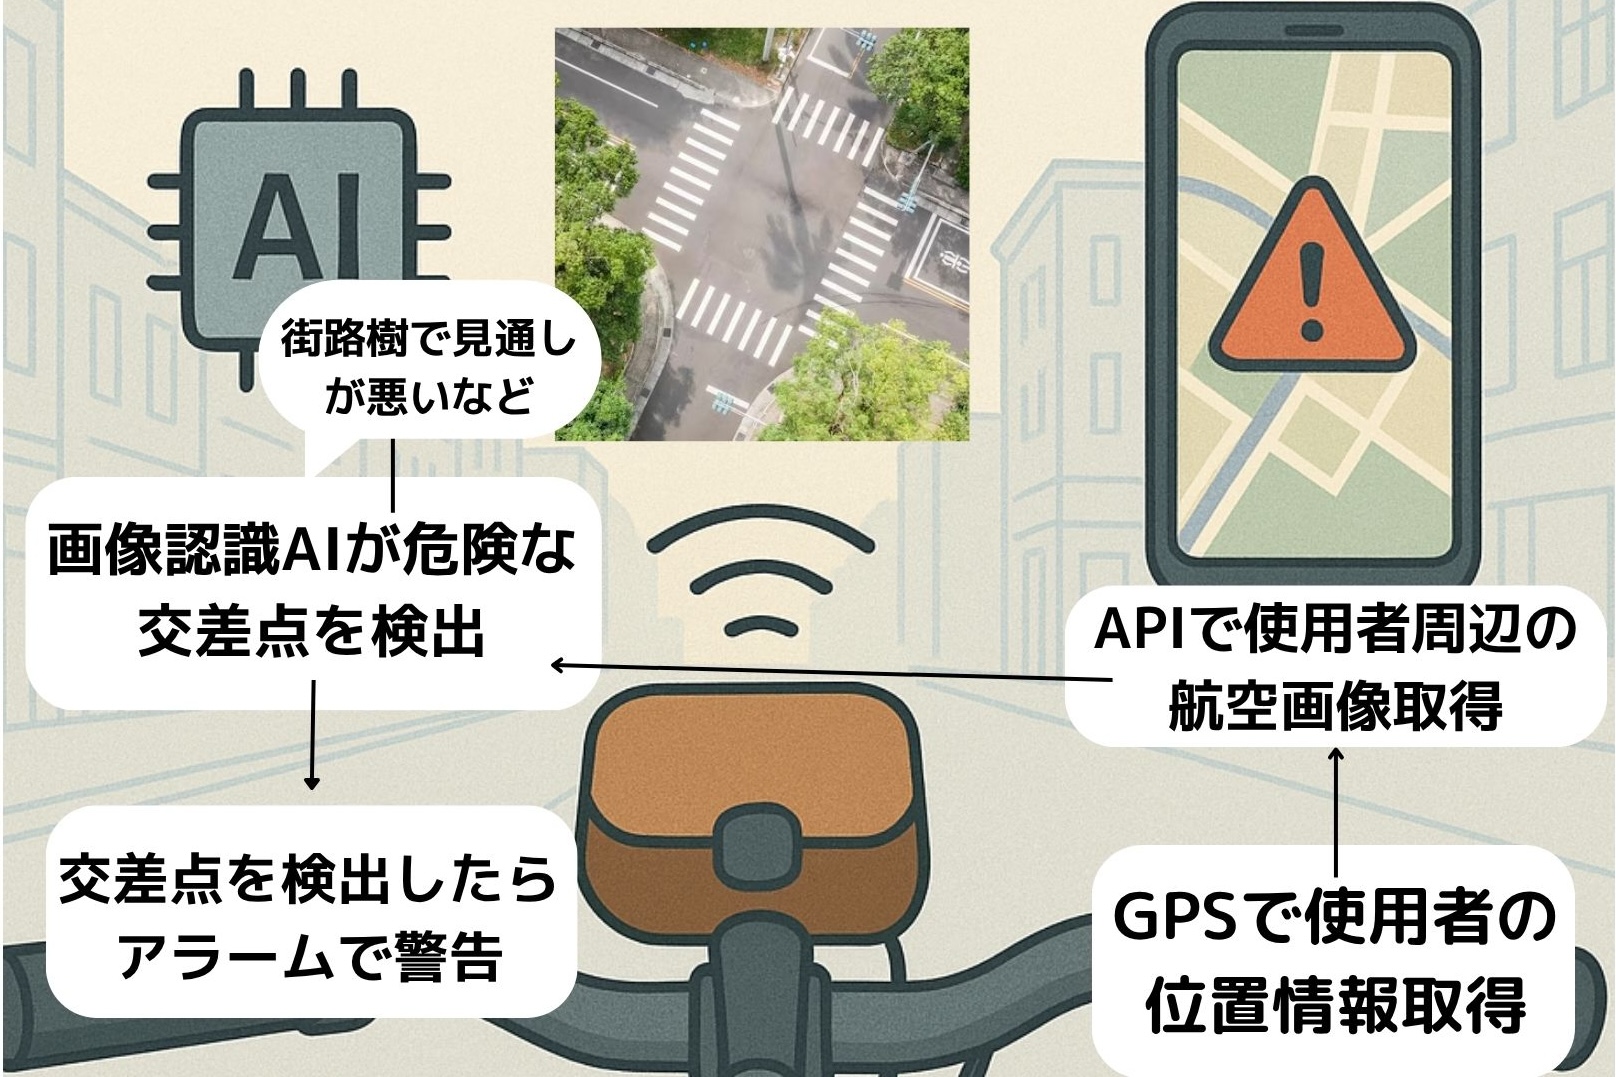 AI
街路樹で見通し
が悪いなど
画像認識AIが危険な
交差点を検出
交差点を検出したら
アラームで警告
APIで使用者周辺の
航空画像取得
GPSで使用者の
位置情報取得